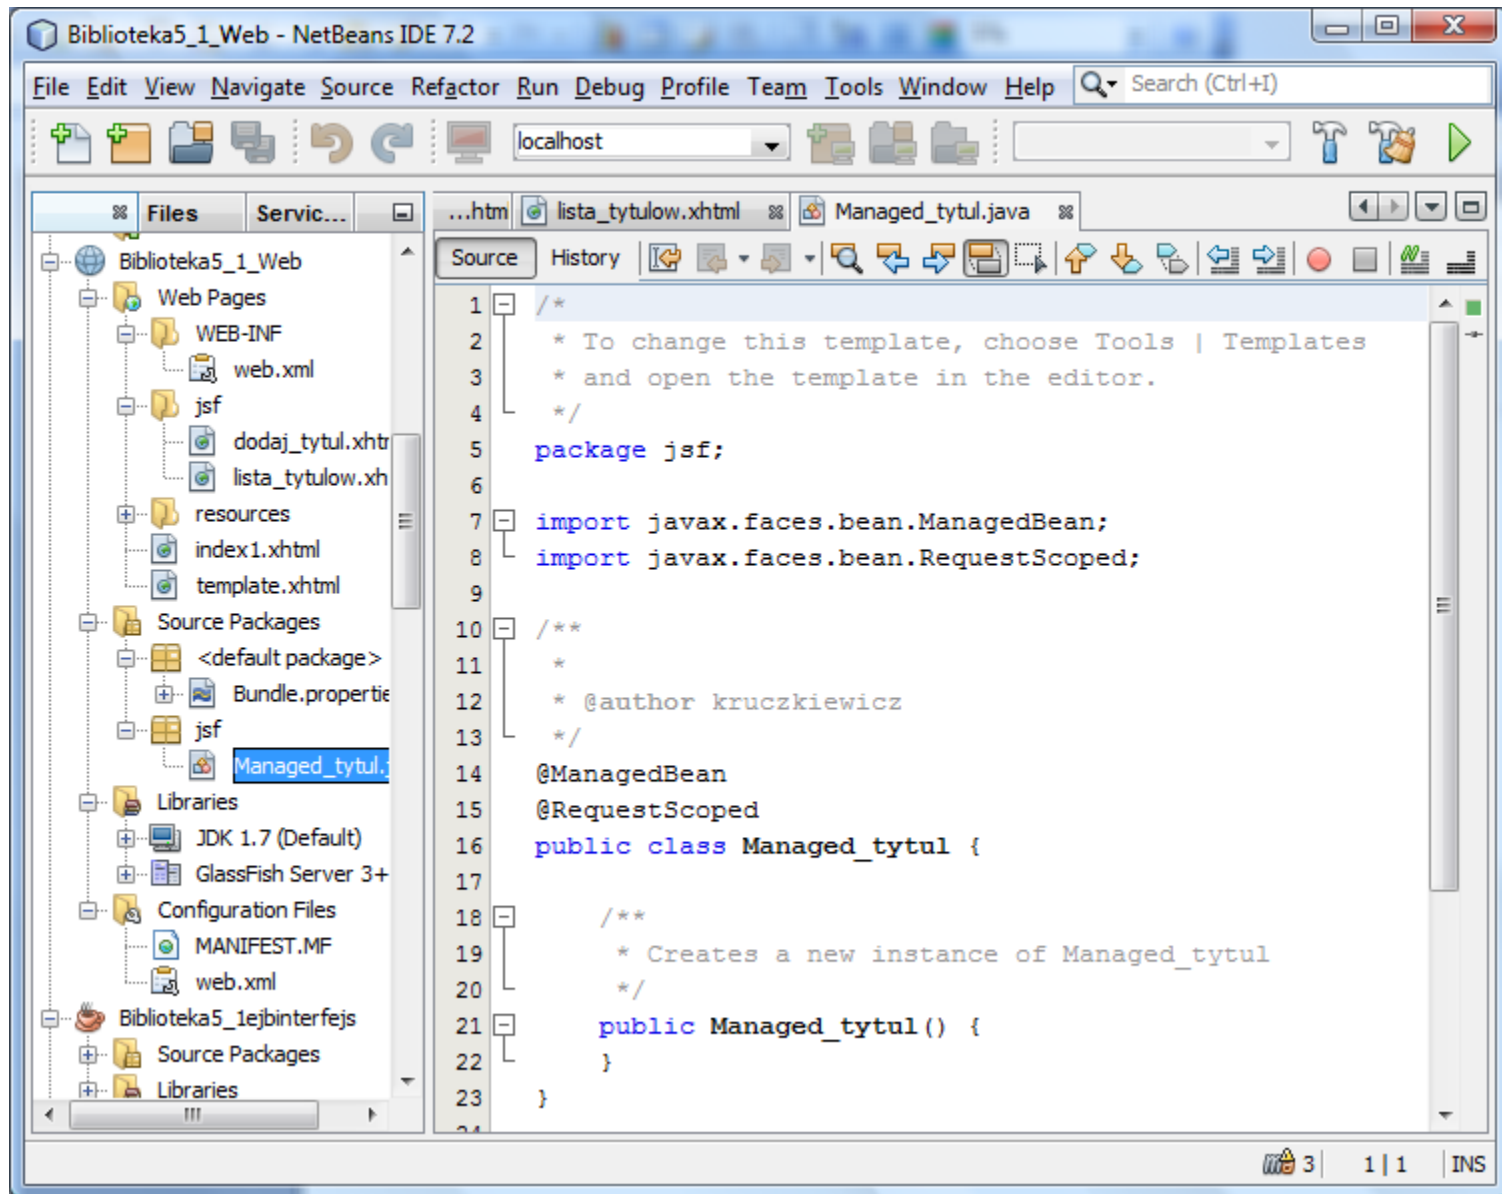 Biblioteka5_1_Web - NetBeans IDE 7.2
File Edit View Navigate Source Refactor Run Debug Profile Team Tools Window Help Search (Ctrl+I)
localhost
Files Servic... ...htm lista_tytulow.xhtml Managed_tytul.java
Source History
Biblioteka5_1_Web
Web Pages
WEB-INF
web.xml
jsf
dodaj_tytul.xhtr
lista_tytulow.xh
resources
index1.xhtml
template.xhtml
Source Packages
<default package>
Bundle.propertie
jsf
Managed_tytul.j
Libraries
JDK 1.7 (Default)
GlassFish Server 3+
Configuration Files
MANIFEST.MF
web.xml
Biblioteka5_1ejbinterfejs
Source Packages
Libraries
1 /*
2 * To change this template, choose Tools | Templates
3 * and open the template in the editor.
4 */
5 package jsf;
6
7 import javax.faces.bean.ManagedBean;
8 import javax.faces.bean.RequestScoped;
9
10 /**
11 *
12 * @author kruczkiewicz
13 */
14 @ManagedBean
15 @RequestScoped
16 public class Managed_tytul {
17
18 /**
19 * Creates a new instance of Managed_tytul
20 */
21 public Managed_tytul() {
22 }
23 }
24
3 1 | 1 INS